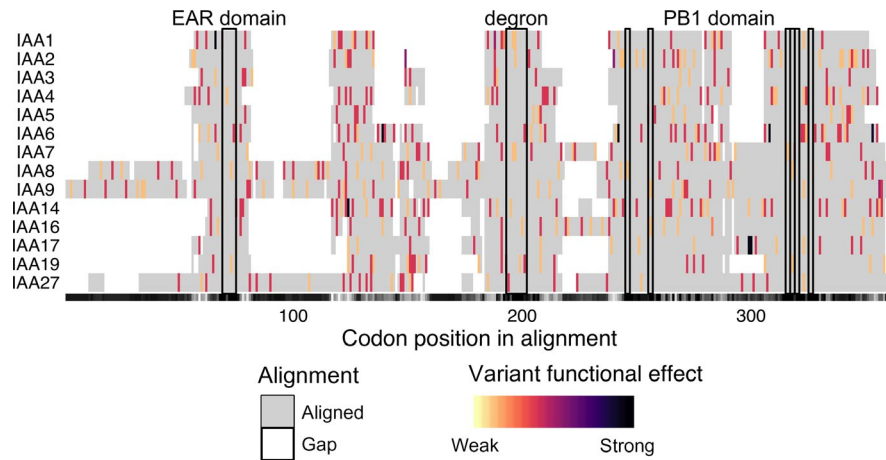 EAR domain degron PB1 domain
IAA1
IAA2
IAA3
IAA4
IAA5
IAA6
IAA7
IAA8
IAA9
IAA14
IAA16
IAA17
IAA19
IAA27
100 200 300
Codon position in alignment
Alignment
Aligned
Gap
Variant functional effect
Weak Strong